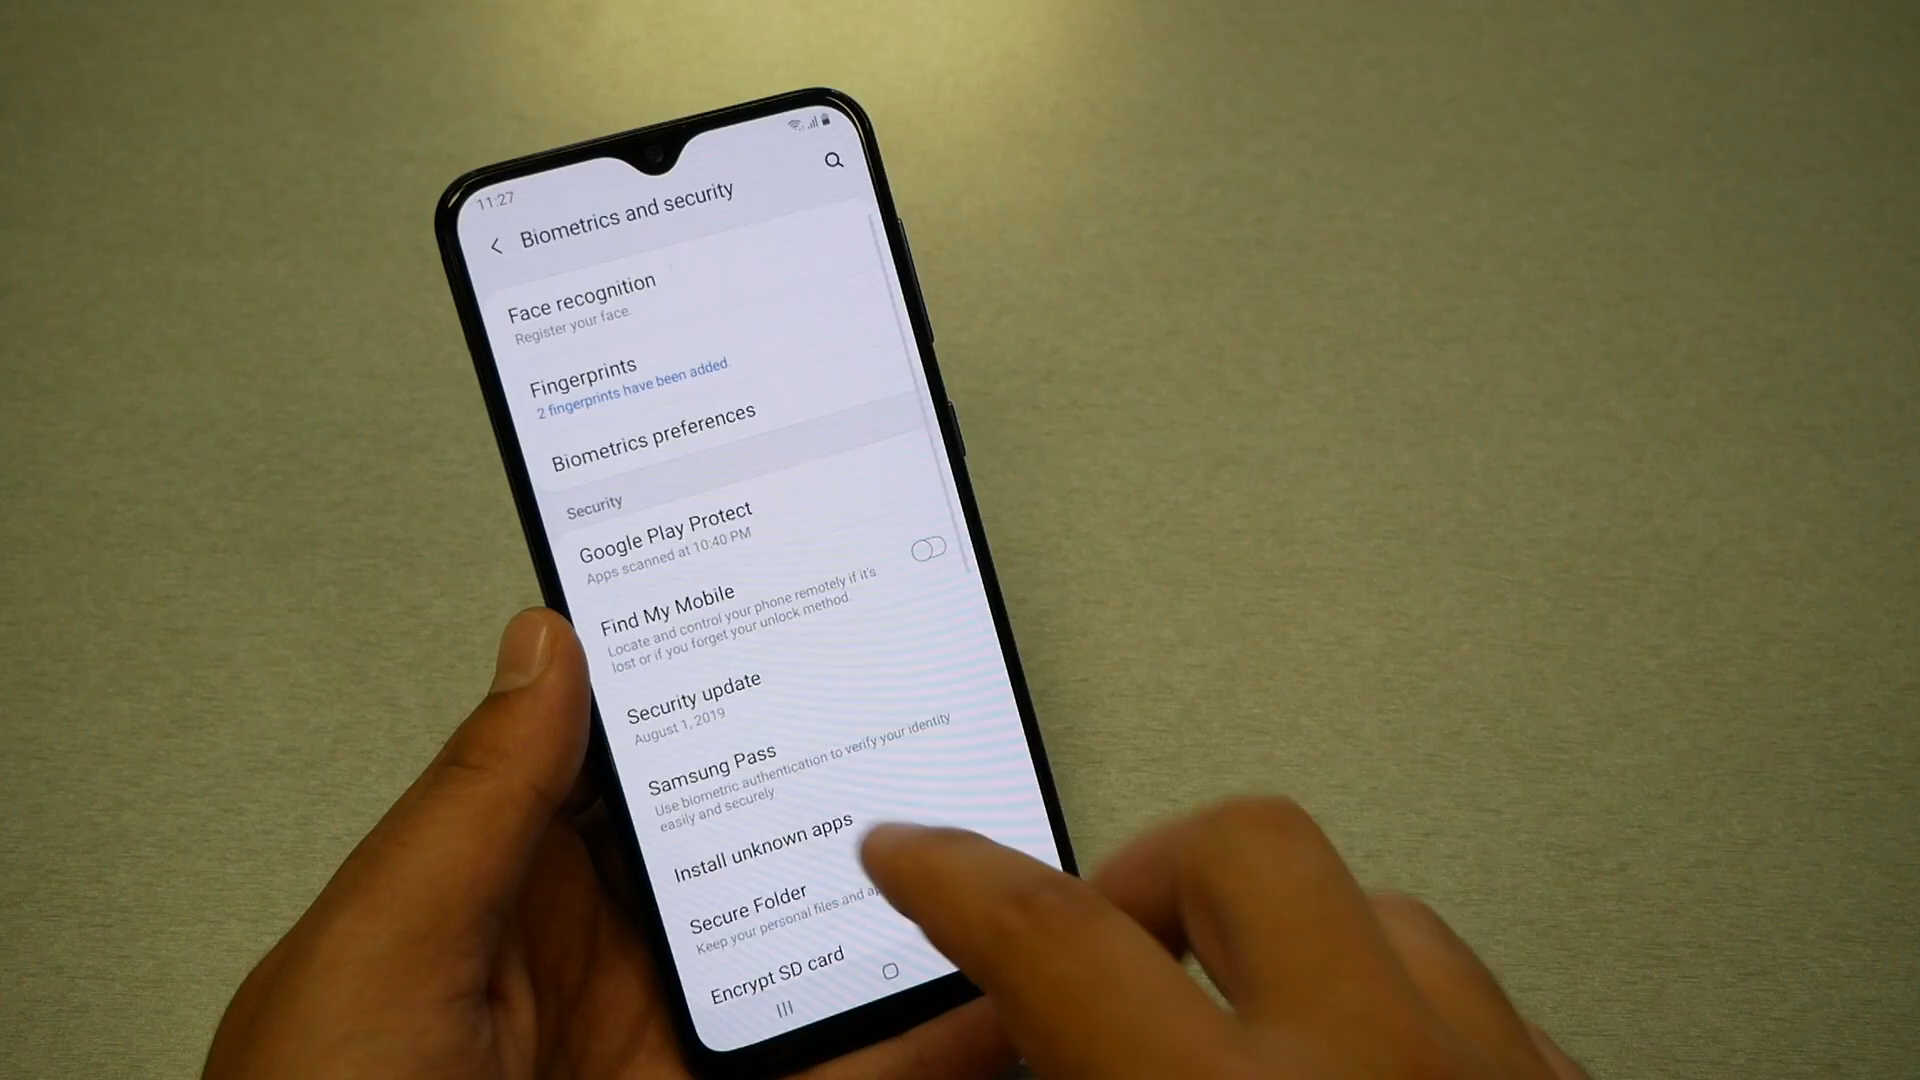 11:27
Biometrics and security
Face recognition
Register your face.
Fingerprints
2 fingerprints have been added.
Biometrics preferences
Security
Google Play Protect
Apps scanned at 10:40 PM
Find My Mobile
Locate and control your phone remotely if it's
lost or if you forget your unlock method.
Security update
August 1, 2019
Samsung Pass
Use biometric authentication to verify your identity
easily and securely
Install unknown apps
Secure Folder
Keep your personal files and
Encrypt SD card